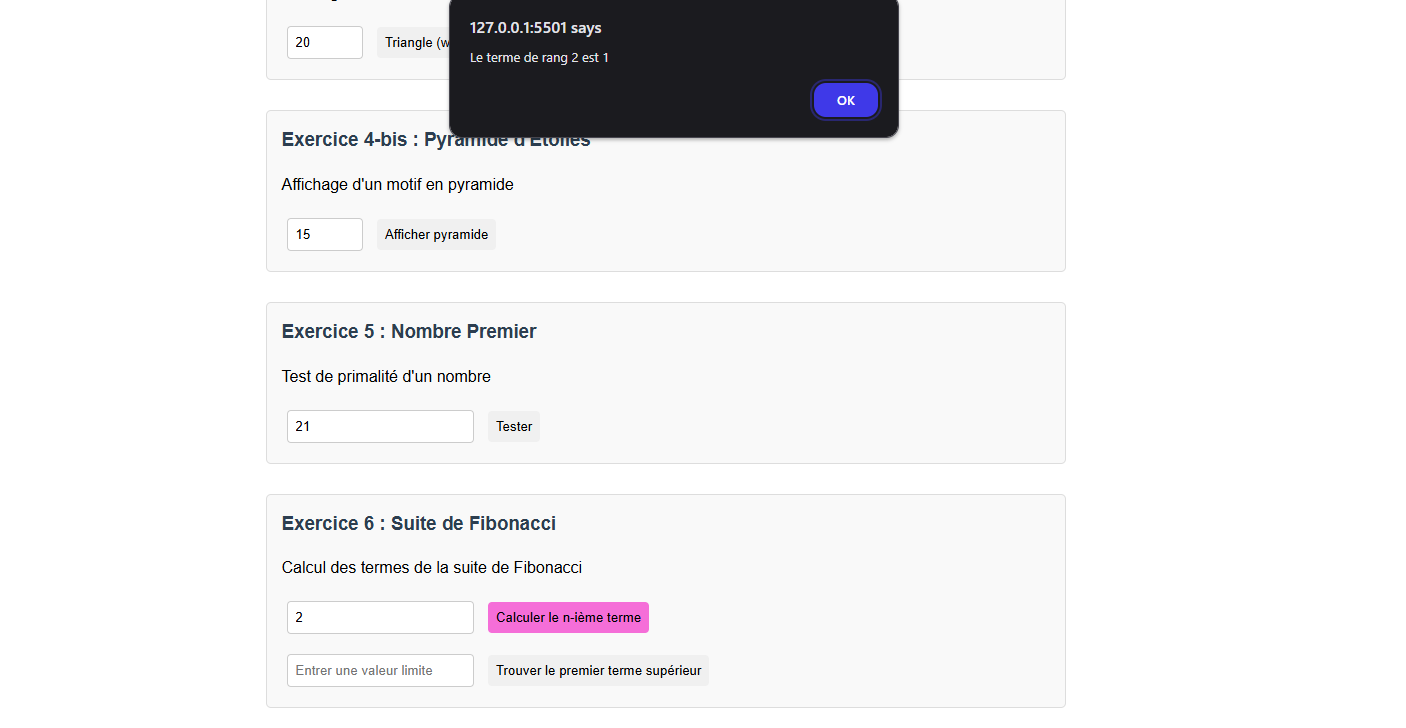 127.0.0.1:5501 says
Le terme de rang 2 est 1
OK
20
Triangle (w
Exercice 4-bis : Pyramide d'Étoiles
Affichage d'un motif en pyramide
15
Afficher pyramide
Exercice 5 : Nombre Premier
Test de primalité d'un nombre
21
Tester
Exercice 6 : Suite de Fibonacci
Calcul des termes de la suite de Fibonacci
2
Calculer le n-ième terme
Entrer une valeur limite
Trouver le premier terme supérieur